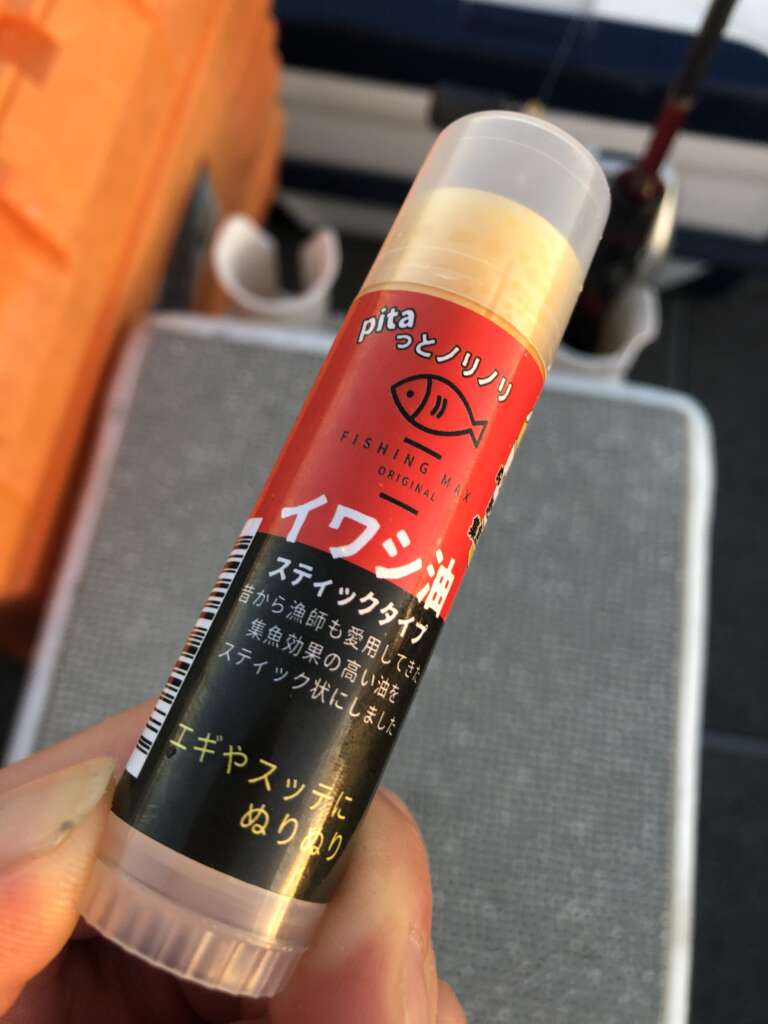 pita
っとノリノリ
FISHING MAX
ORIGINAL
イワシ油
スティックタイプ
昔から漁師も愛用してきた
集魚効果の高い油を
スティック状にしました
エギやスッテに
ぬりぬり